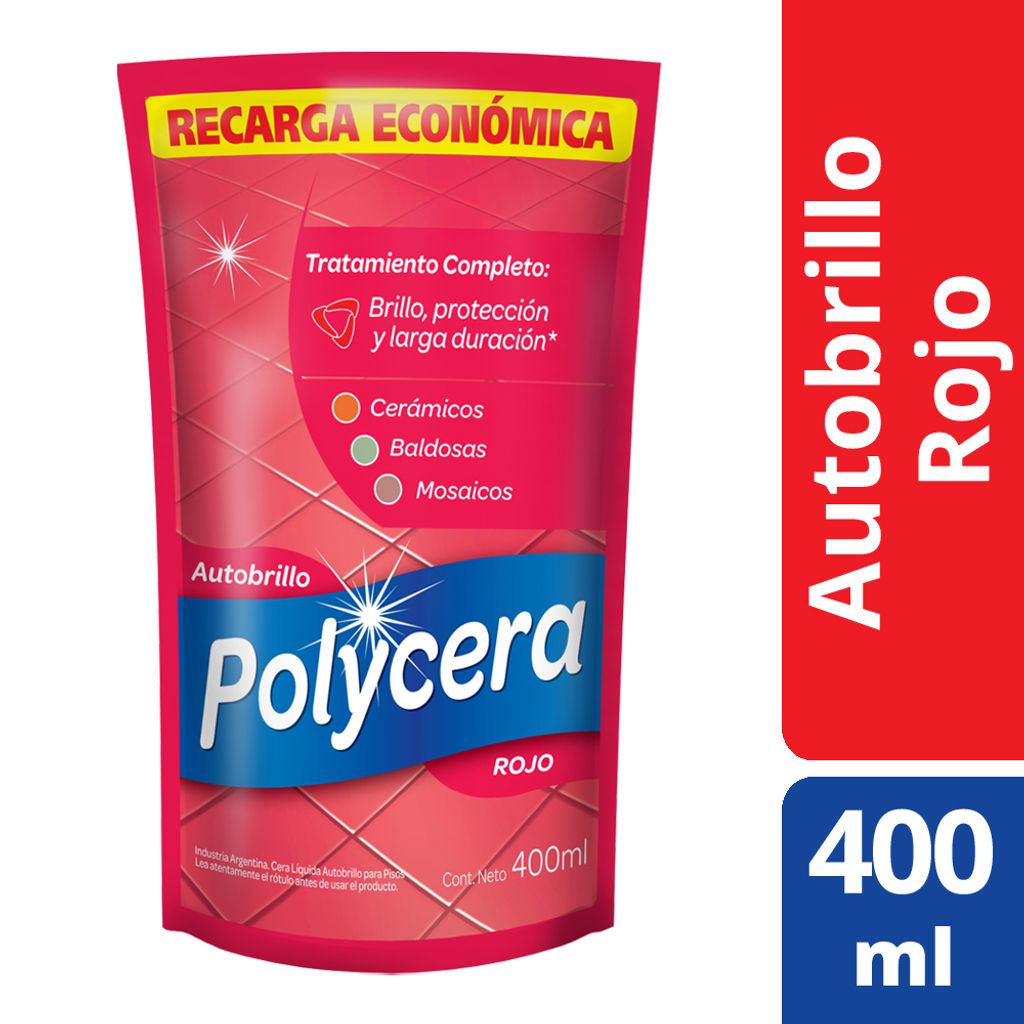 RECARGA ECONÓMICA
Tratamiento Completo:
Brillo, protección
y larga duración*
Cerámicos
Baldosas
Mosaicos
Autobrillo
Polycera
ROJO
Industria Argentina. Cera Líquida Autobrillo para Pisos
Lea atentamente el rótulo antes de usar el producto.
Cont. Neto 400ml
Autobrillo
Rojo
400
ml